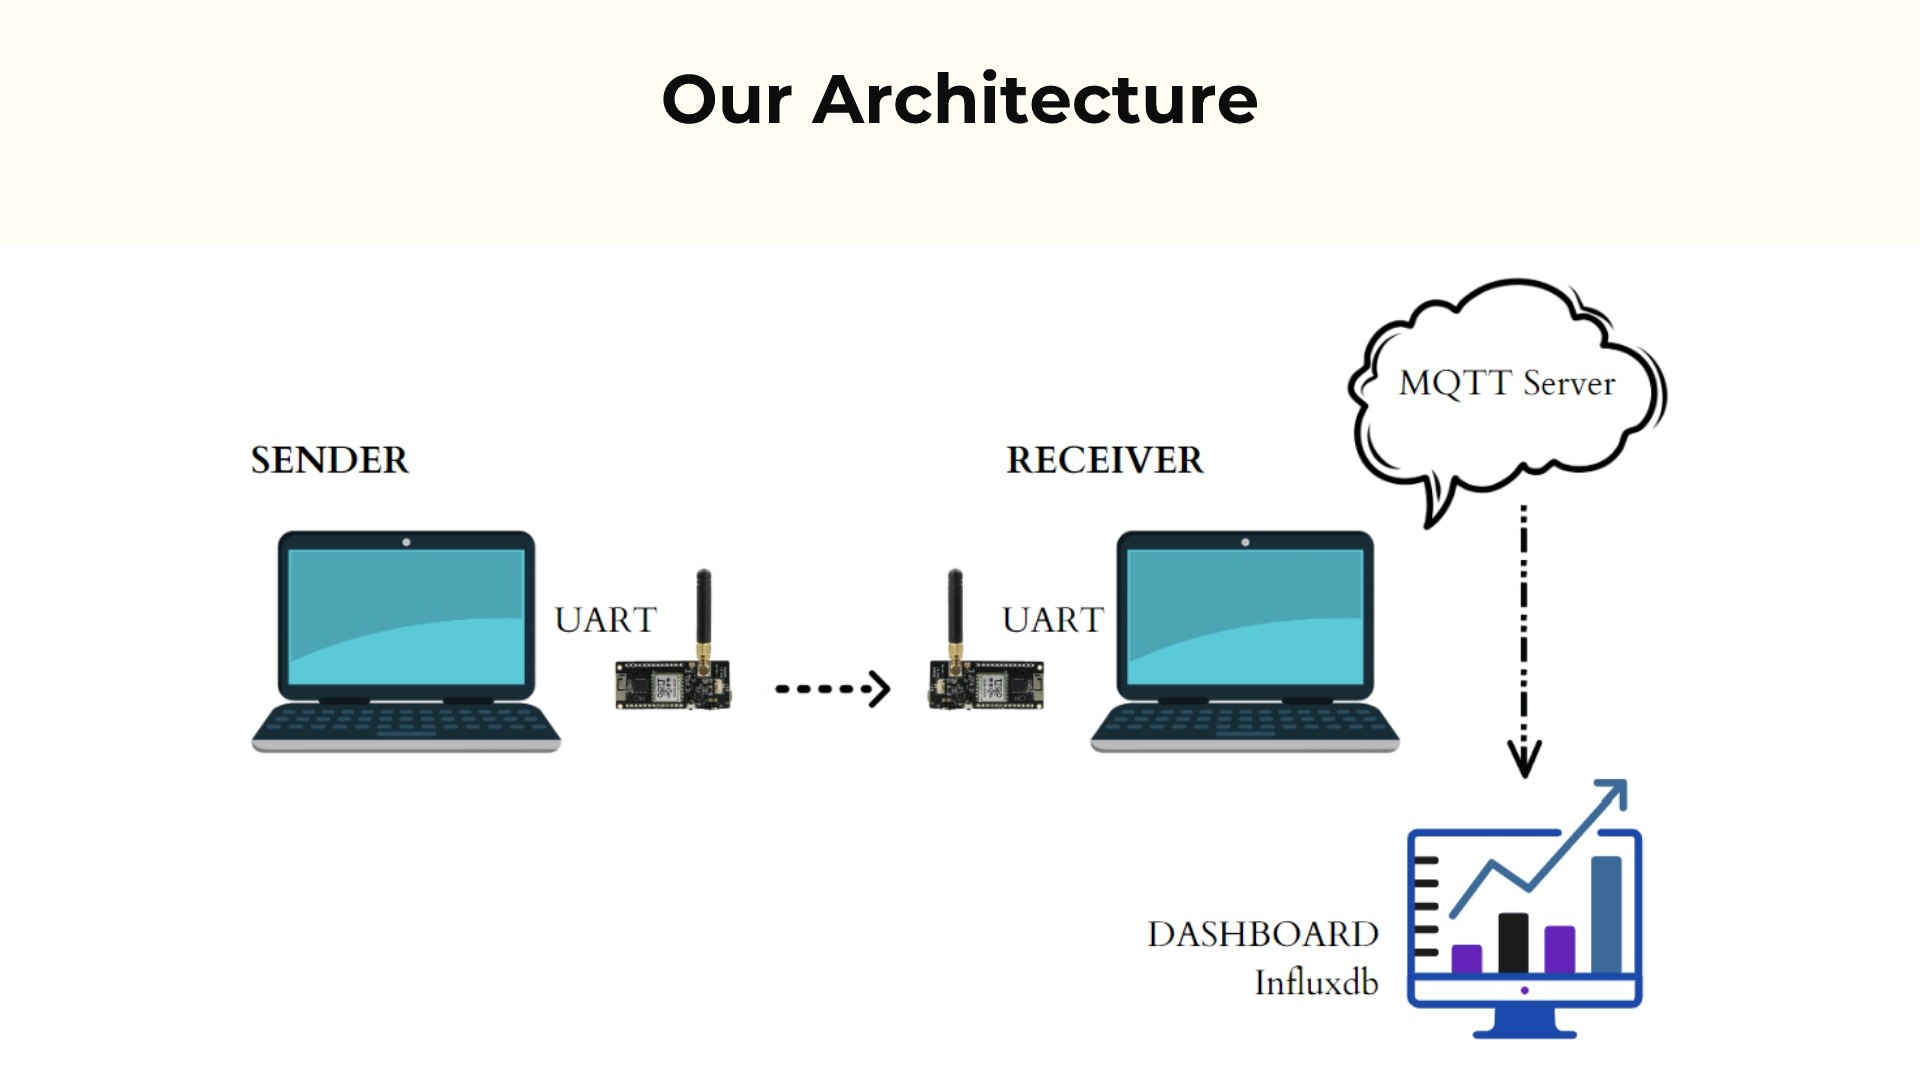 Our Architecture
MQTT Server
SENDER
RECEIVER
UART
UART
DASHBOARD
Influxdb